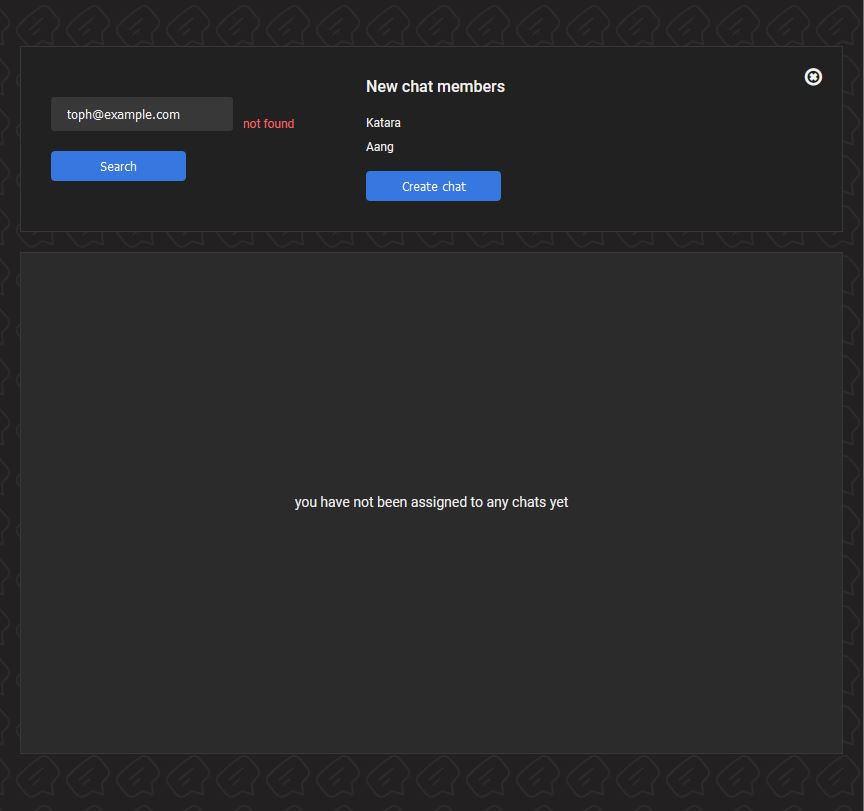 toph@example.com
not found
Search
New chat members
Katara
Aang
Create chat
you have not been assigned to any chats yet